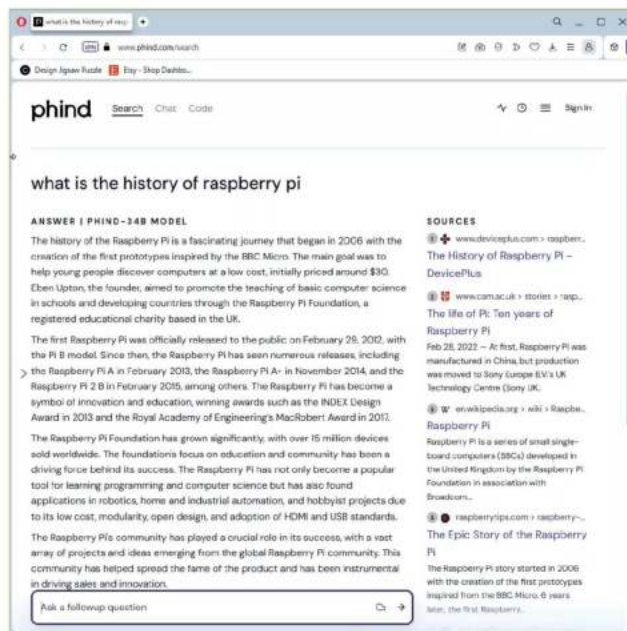 what is the history of rasp
www.phind.com/search
Design Jigsaw Puzzle
Etsy - Shop Dashbo...
phind
Search Chat Code
Sign In
what is the history of raspberry pi
ANSWER | PHIND-34B MODEL
The history of the Raspberry Pi is a fascinating journey that began in 2006 with the
creation of the first prototypes inspired by the BBC Micro. The main goal was to
help young people discover computers at a low cost, initially priced around $30.
Eben Upton, the founder, aimed to promote the teaching of basic computer science
in schools and developing countries through the Raspberry Pi Foundation, a
registered educational charity based in the UK.
The first Raspberry Pi was officially released to the public on February 29, 2012, with
the Pi B model. Since then, the Raspberry Pi has seen numerous releases, including
the Raspberry Pi A in February 2013, the Raspberry Pi A+ in November 2014, and the
Raspberry Pi 2 B in February 2015, among others. The Raspberry Pi has become a
symbol of innovation and education, winning awards such as the INDEX Design
Award in 2013 and the Royal Academy of Engineering's MacRobert Award in 2017.
The Raspberry Pi Foundation has grown significantly, with over 15 million devices
sold worldwide. The foundation's focus on education and community has been a
driving force behind its success. The Raspberry Pi has not only become a popular
tool for learning programming and computer science but has also found
applications in robotics, home and industrial automation, and hobbyist projects due
to its low cost, modularity, open design, and adoption of HDMI and USB standards.
The Raspberry Pi's community has played a crucial role in its success, with a vast
array of projects and ideas emerging from the global Raspberry Pi community. This
community has helped spread the fame of the product and has been instrumental
in driving sales and innovation.
Ask a followup question
SOURCES
www.deviceplus.com > raspberr...
The History of Raspberry Pi –
DevicePlus
www.cam.ac.uk > stories > rasp...
The life of Pi: Ten years of
Raspberry Pi
Feb 28, 2022 — At first, Raspberry Pi was
manufactured in China, but production
was moved to Sony Europe B.V.'s UK
Technology Centre (Sony UK,
en.wikipedia.org > wiki > Raspbe...
Raspberry Pi
Raspberry Pi is a series of small single-
board computers (SBCs) developed in
the United Kingdom by the Raspberry Pi
Foundation in association with
Broadcom...
raspberrytips.com > raspberry-...
The Epic Story of the Raspberry
Pi
The Raspberry Pi story started in 2006
with the creation of the first prototypes
inspired from the BBC Micro. 6 years
later, the first Raspberry...